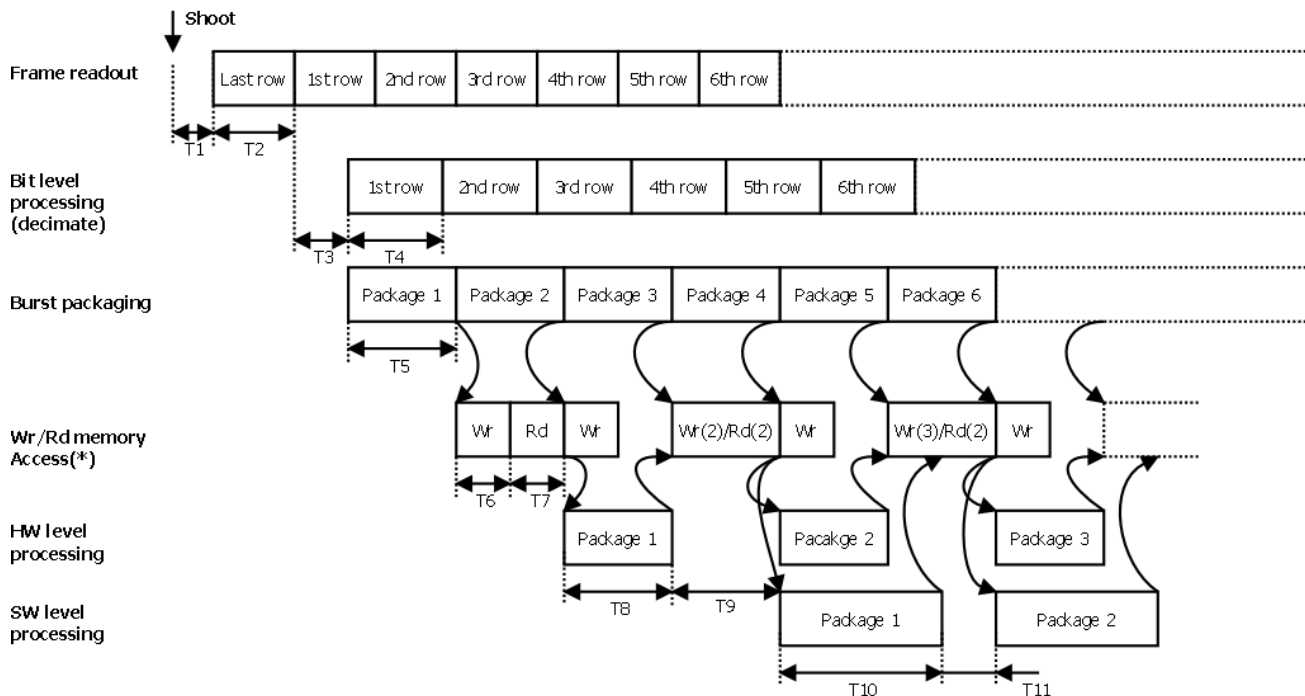 Shoot
Frame readout
Last row 1st row 2nd row 3rd row 4th row 5th row 6th row
T1 T2
Bit level
processing
(decimate)
1st row 2nd row 3rd row 4th row 5th row 6th row
T3 T4
Burst packaging
Package 1 Package 2 Package 3 Package 4 Package 5 Package 6
T5
Wr/Rd memory
Access(*)
Wr Rd Wr Wr(2)/Rd(2) Wr Wr(3)/Rd(2) Wr
T6 T7
HW level
processing
Package 1 Pacakge 2 Package 3
T8 T9
SW level
processing
Package 1 Package 2
T10 T11